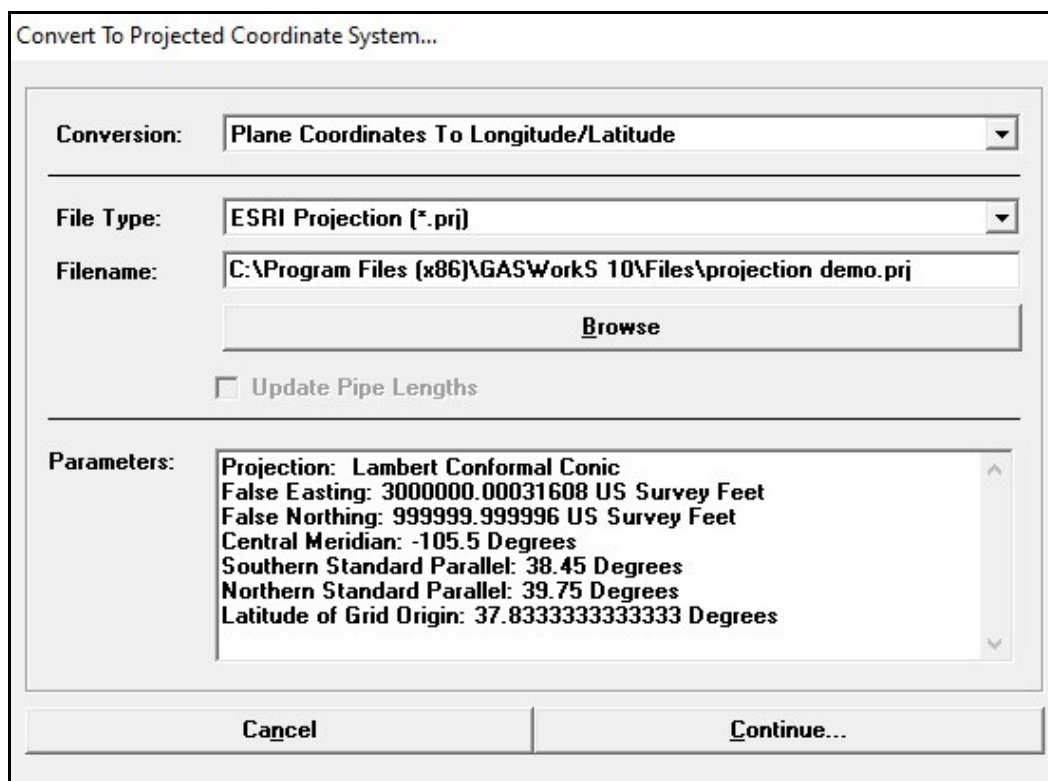 Convert To Projected Coordinate System...
Conversion: Plane Coordinates To Longitude/Latitude
File Type: ESRI Projection (*.prj)
Filename: C:\Program Files (x86)\GASWorkS 10\Files\projection demo.prj
Browse
Update Pipe Lengths
Parameters: Projection:  Lambert Conformal Conic
False Easting: 3000000.00031608 US Survey Feet
False Northing: 999999.999996 US Survey Feet
Central Meridian: -105.5 Degrees
Southern Standard Parallel: 38.45 Degrees
Northern Standard Parallel: 39.75 Degrees
Latitude of Grid Origin: 37.8333333333333 Degrees
Cancel Continue...